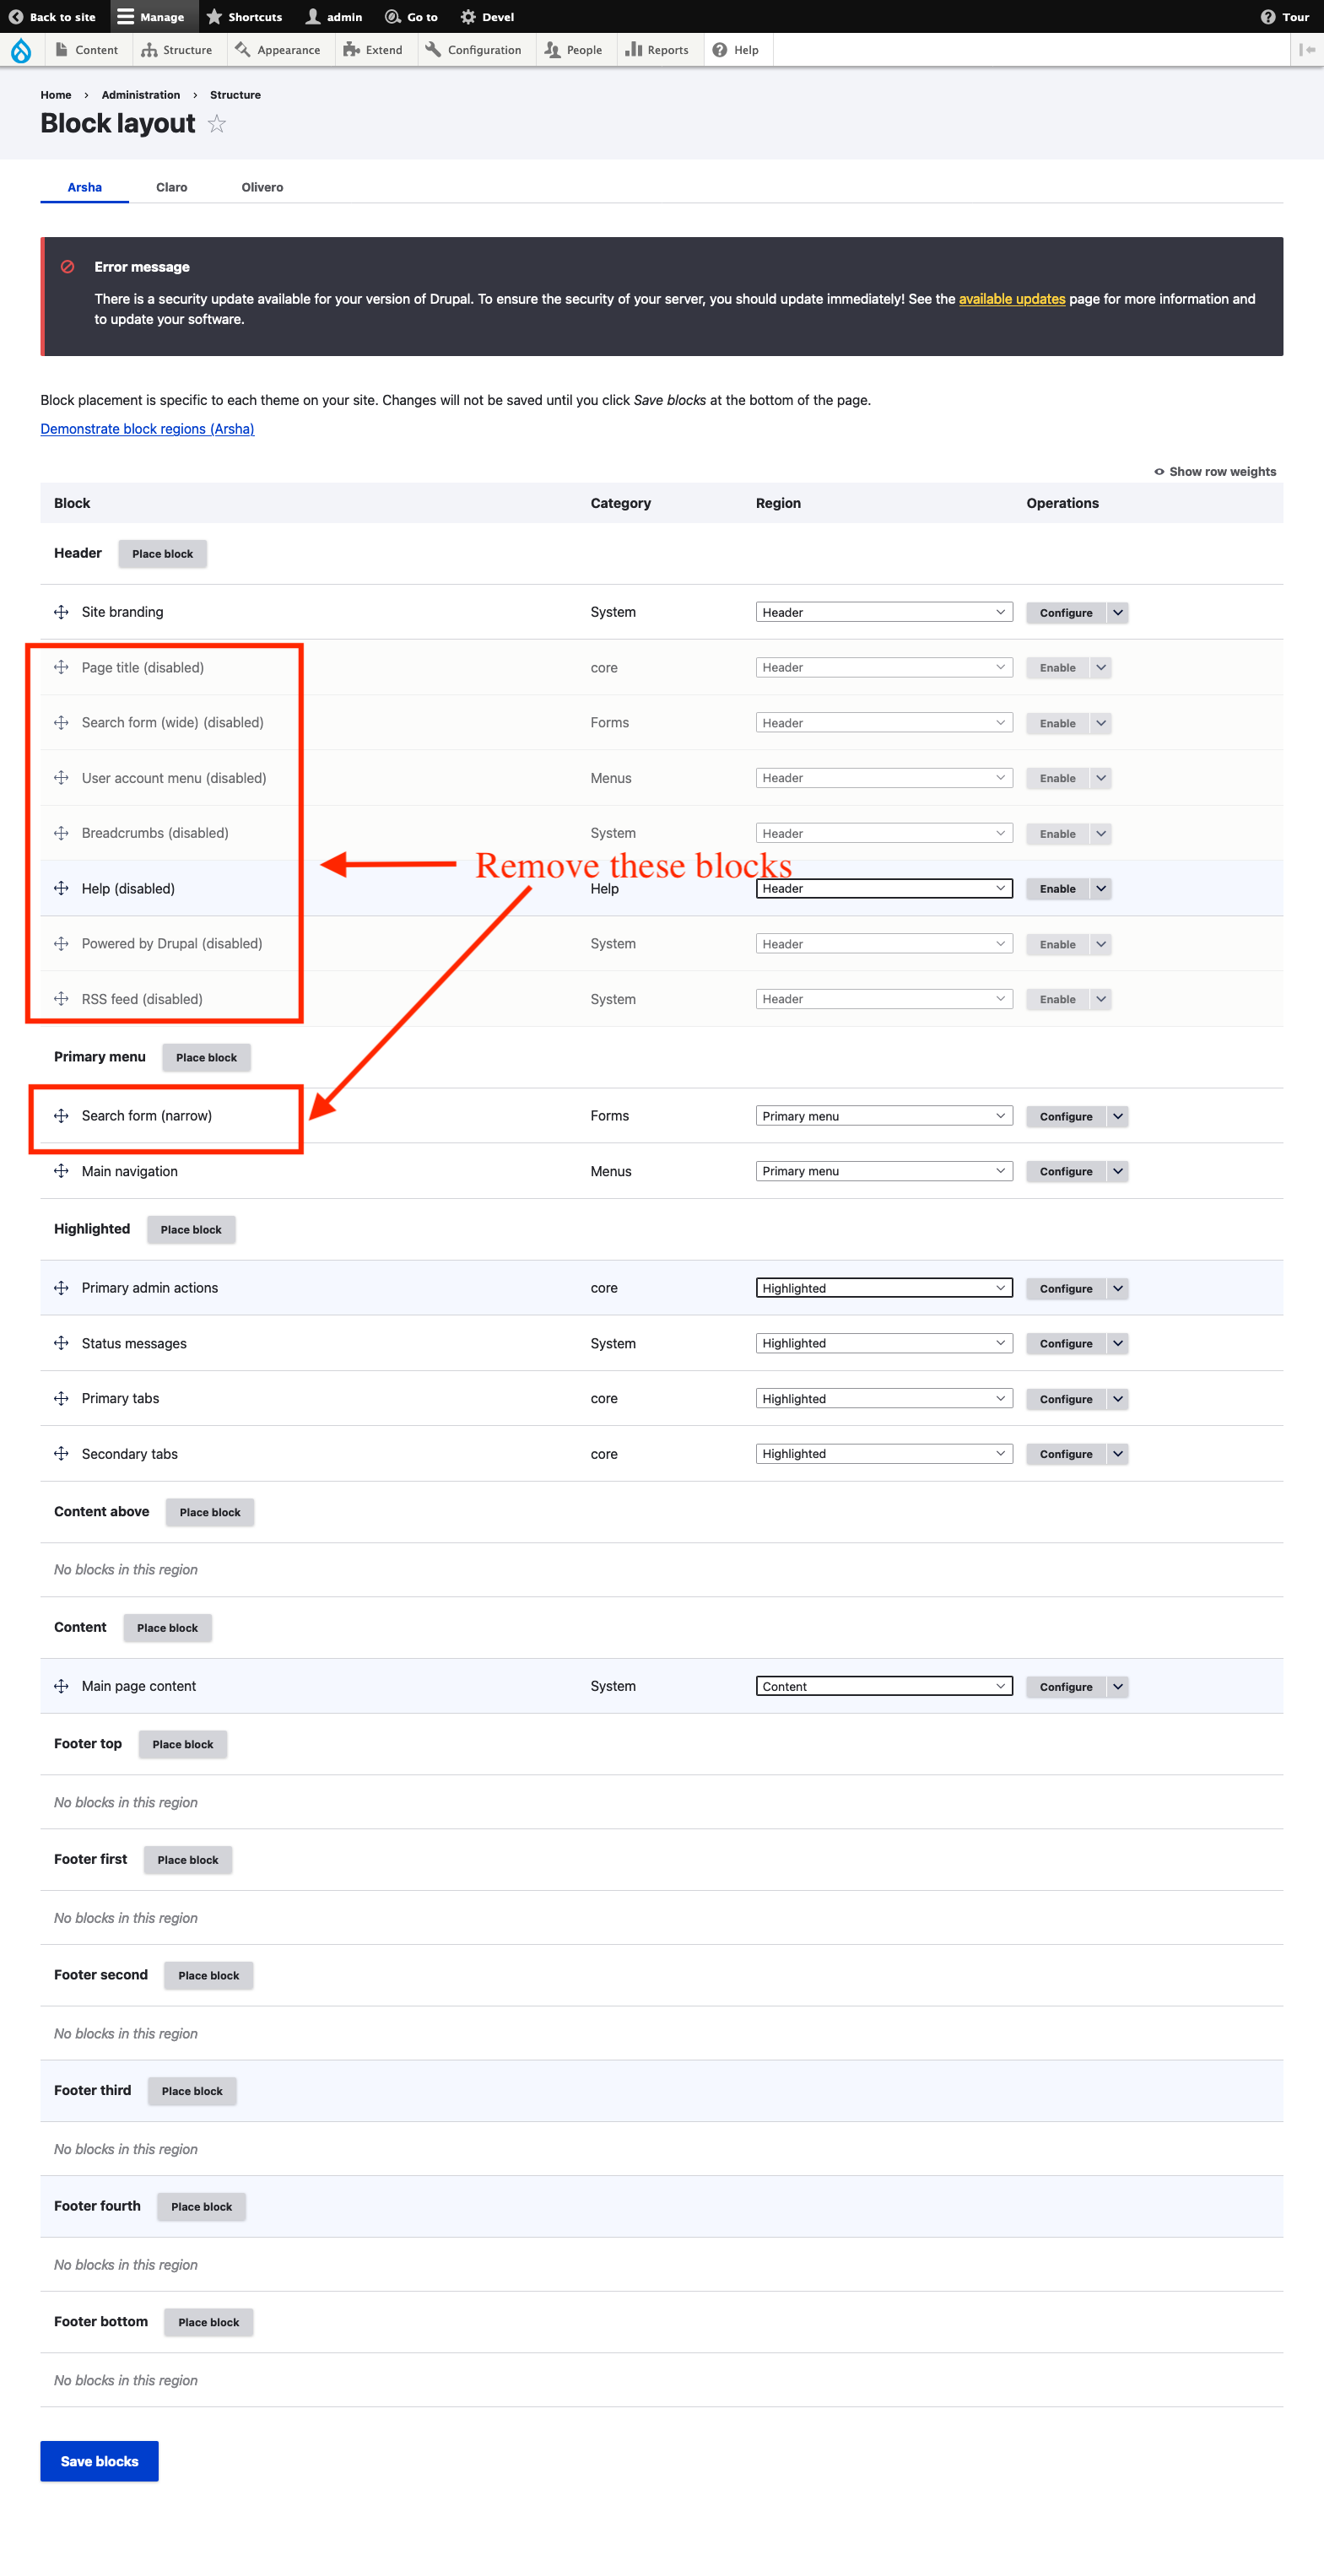 Back to site Manage Shortcuts admin Go to Devel Tour
Content Structure Appearance Extend Configuration People Reports Help
Home › Administration › Structure
Block layout
Arsha Claro Olivero
Error message
There is a security update available for your version of Drupal. To ensure the security of your server, you should update immediately! See the available updates page for more information and
to update your software.
Block placement is specific to each theme on your site. Changes will not be saved until you click Save blocks at the bottom of the page.
Demonstrate block regions (Arsha)
Show row weights
Block Category Region Operations
Header Place block
Site branding System Header Configure
Page title (disabled) core Header Enable
Search form (wide) (disabled) Forms Header Enable
User account menu (disabled) Menus Header Enable
Breadcrumbs (disabled) System Header Enable
Remove these blocks
Help (disabled) Help Header Enable
Powered by Drupal (disabled) System Header Enable
RSS feed (disabled) System Header Enable
Primary menu Place block
Search form (narrow) Forms Primary menu Configure
Main navigation Menus Primary menu Configure
Highlighted Place block
Primary admin actions core Highlighted Configure
Status messages System Highlighted Configure
Primary tabs core Highlighted Configure
Secondary tabs core Highlighted Configure
Content above Place block
No blocks in this region
Content Place block
Main page content System Content Configure
Footer top Place block
No blocks in this region
Footer first Place block
No blocks in this region
Footer second Place block
No blocks in this region
Footer third Place block
No blocks in this region
Footer fourth Place block
No blocks in this region
Footer bottom Place block
No blocks in this region
Save blocks